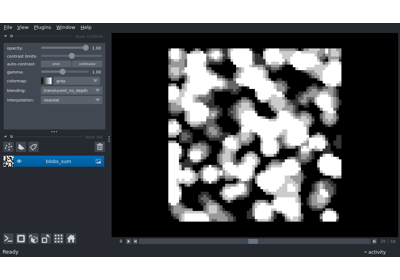 File View Plugins Window Help
opacity: 1.00
contrast limits:
auto-contrast: once continuous
gamma: 1.00
colormap: gray
blending: translucent_no_depth
interpolation: nearest
blobs_sum
Ready
activity